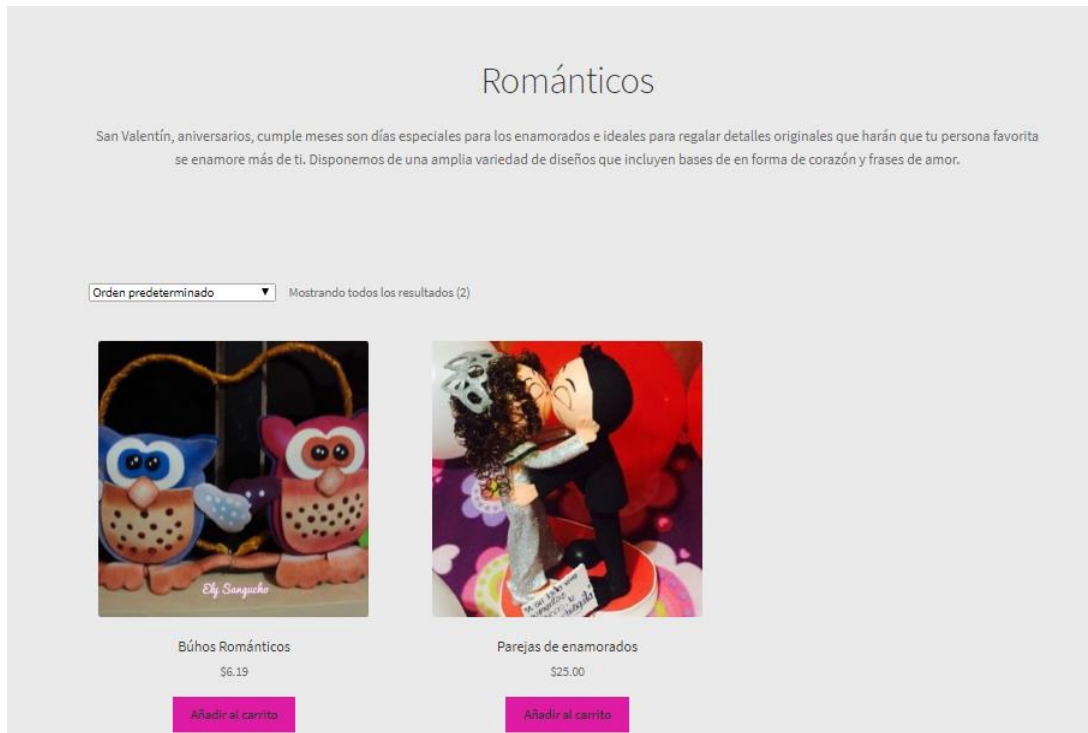 Románticos
San Valentín, aniversarios, cumple meses son días especiales para los enamorados e ideales para regalar detalles originales que harán que tu persona favorita
se enamore más de ti. Disponemos de una amplia variedad de diseños que incluyen bases de en forma de corazón y frases de amor.
Orden predeterminado ▼ Mostrando todos los resultados (2)
Ely Sangucho
Búhos Románticos
$6.19
Añadir al carrito
Parejas de enamorados
$25.00
Añadir al carrito